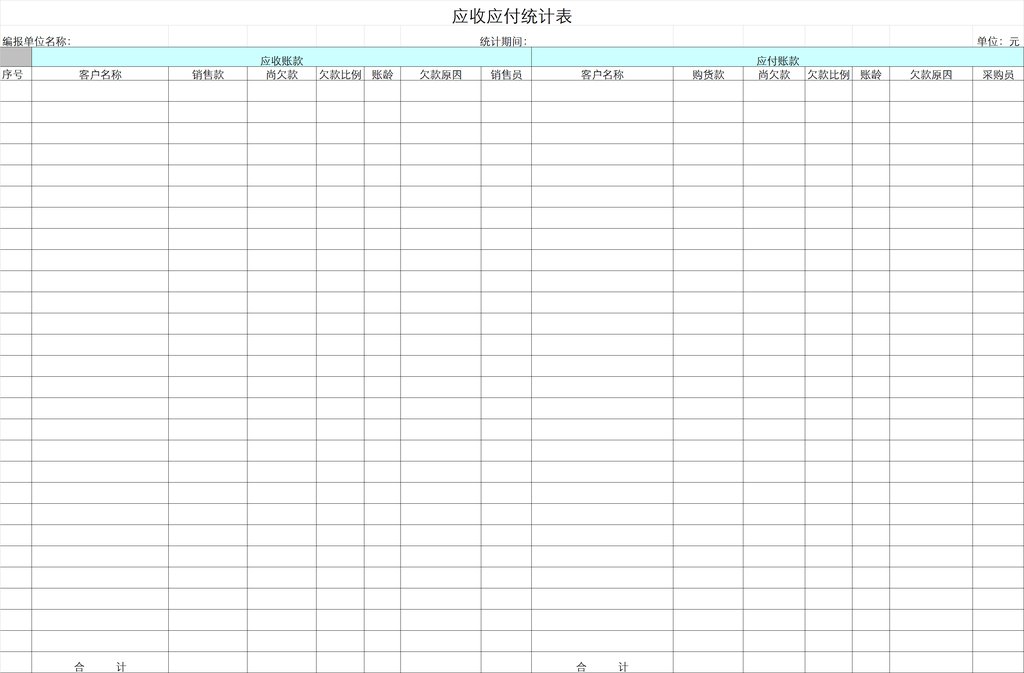 应收应付统计表
编报单位名称： 统计期间： 单位：元
应收账款 应付账款
序号 客户名称 销售款 尚欠款 欠款比例 账龄 欠款原因 销售员 客户名称 购货款 尚欠款 欠款比例 账龄 欠款原因 采购员
合 计 合 计